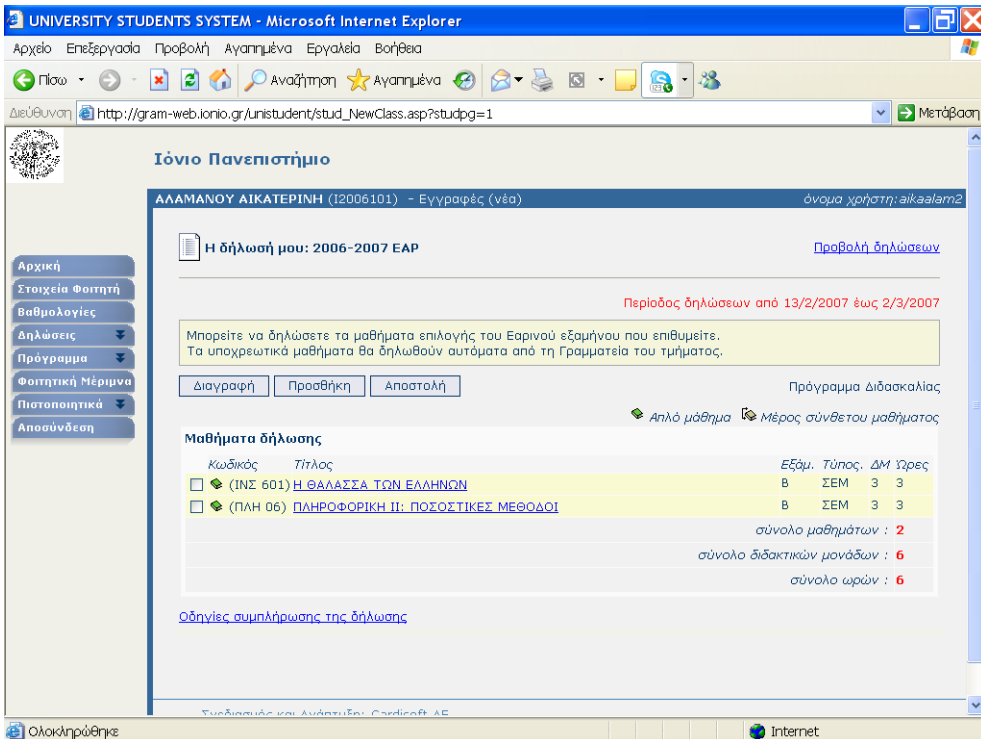 UNIVERSITY STUDENTS SYSTEM - Microsoft Internet Explorer
Αρχείο Επεξεργασία Προβολή Αγαπημένα Εργαλεία Βοήθεια
Πίσω Αναζήτηση Αγαπημένα
Διεύθυνση http://gram-web.ionio.gr/unistudent/stud_NewClass.asp?studpg=1 Μετάβαση
Ιόνιο Πανεπιστήμιο
ΑΛΑΜΑΝΟΥ ΑΙΚΑΤΕΡΙΝΗ (Ι2006101) - Εγγραφές (νέα) όνομα χρήστη: aikaalam2
Η δήλωσή μου: 2006-2007 ΕΑΡ Προβολή δηλώσεων
Αρχική
Στοιχεία Φοιτητή
Βαθμολογίες
Δηλώσεις
Πρόγραμμα
Φοιτητική Μέριμνα
Πιστοποιητικά
Αποσύνδεση
Περίοδος δηλώσεων από 13/2/2007 έως 2/3/2007
Μπορείτε να δηλώσετε τα μαθήματα επιλογής του Εαρινού εξαμήνου που επιθυμείτε.
Τα υποχρεωτικά μαθήματα θα δηλωθούν αυτόματα από τη Γραμματεία του τμήματος.
Διαγραφή Προσθήκη Αποστολή Πρόγραμμα Διδασκαλίας
Απλό μάθημα Μέρος σύνθετου μαθήματος
Μαθήματα δήλωσης
Κωδικός Τίτλος Εξάμ. Τύπος. ΔΜ Ώρες
(ΙΝΣ 601) Η ΘΑΛΑΣΣΑ ΤΩΝ ΕΛΛΗΝΩΝ Β ΣΕΜ 3 3
(ΠΛΗ 06) ΠΛΗΡΟΦΟΡΙΚΗ ΙΙ: ΠΟΣΟΣΤΙΚΕΣ ΜΕΘΟΔΟΙ Β ΣΕΜ 3 3
σύνολο μαθημάτων : 2
σύνολο διδακτικών μονάδων : 6
σύνολο ωρών : 6
Οδηγίες συμπλήρωσης της δήλωσης
Σχεδιασμός και Ανάπτυξη: Cardisoft ΑΕ
Ολοκληρώθηκε Internet